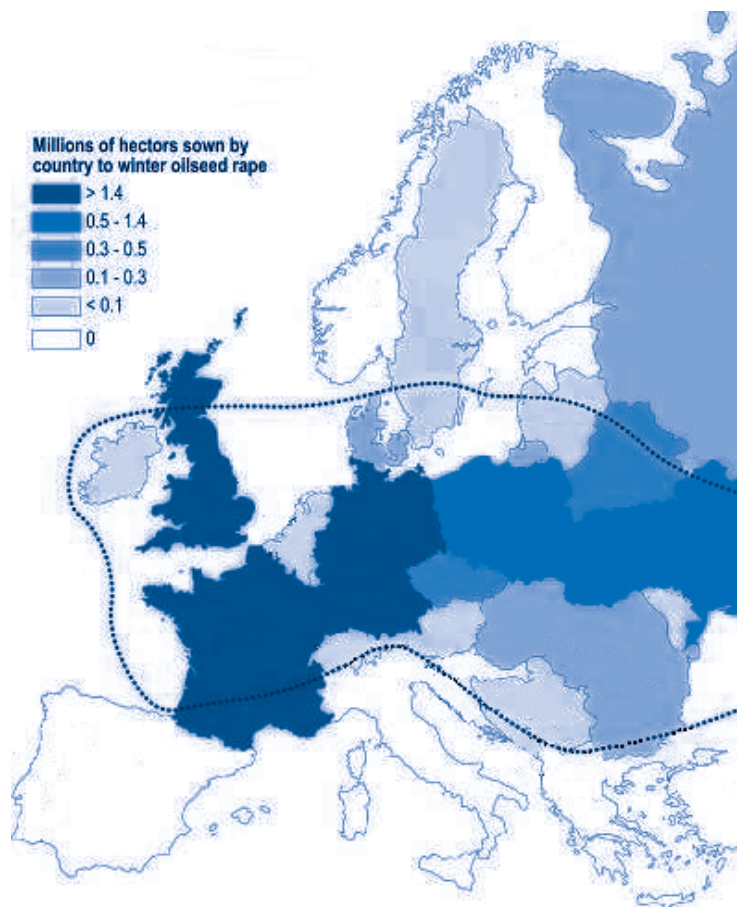 Millions of hectors sown by
country to winter oilseed rape
> 1.4
0.5 - 1.4
0.3 - 0.5
0.1 - 0.3
< 0.1
0